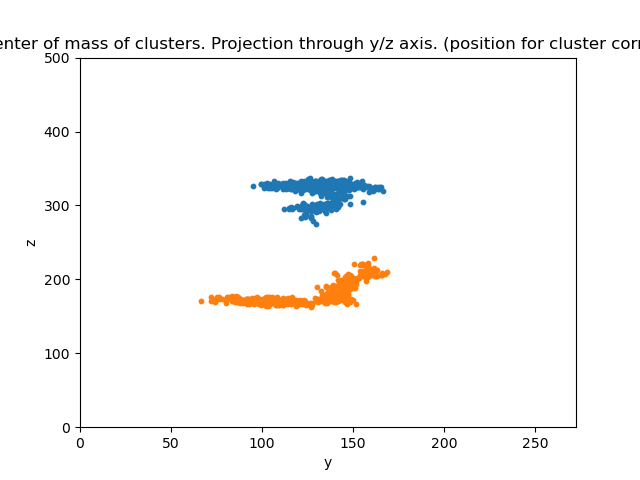 enter of mass of clusters. Projection through y/z axis. (position for cluster corr
500
400
300
200
100
0
z
0 50 100 150 200 250
y